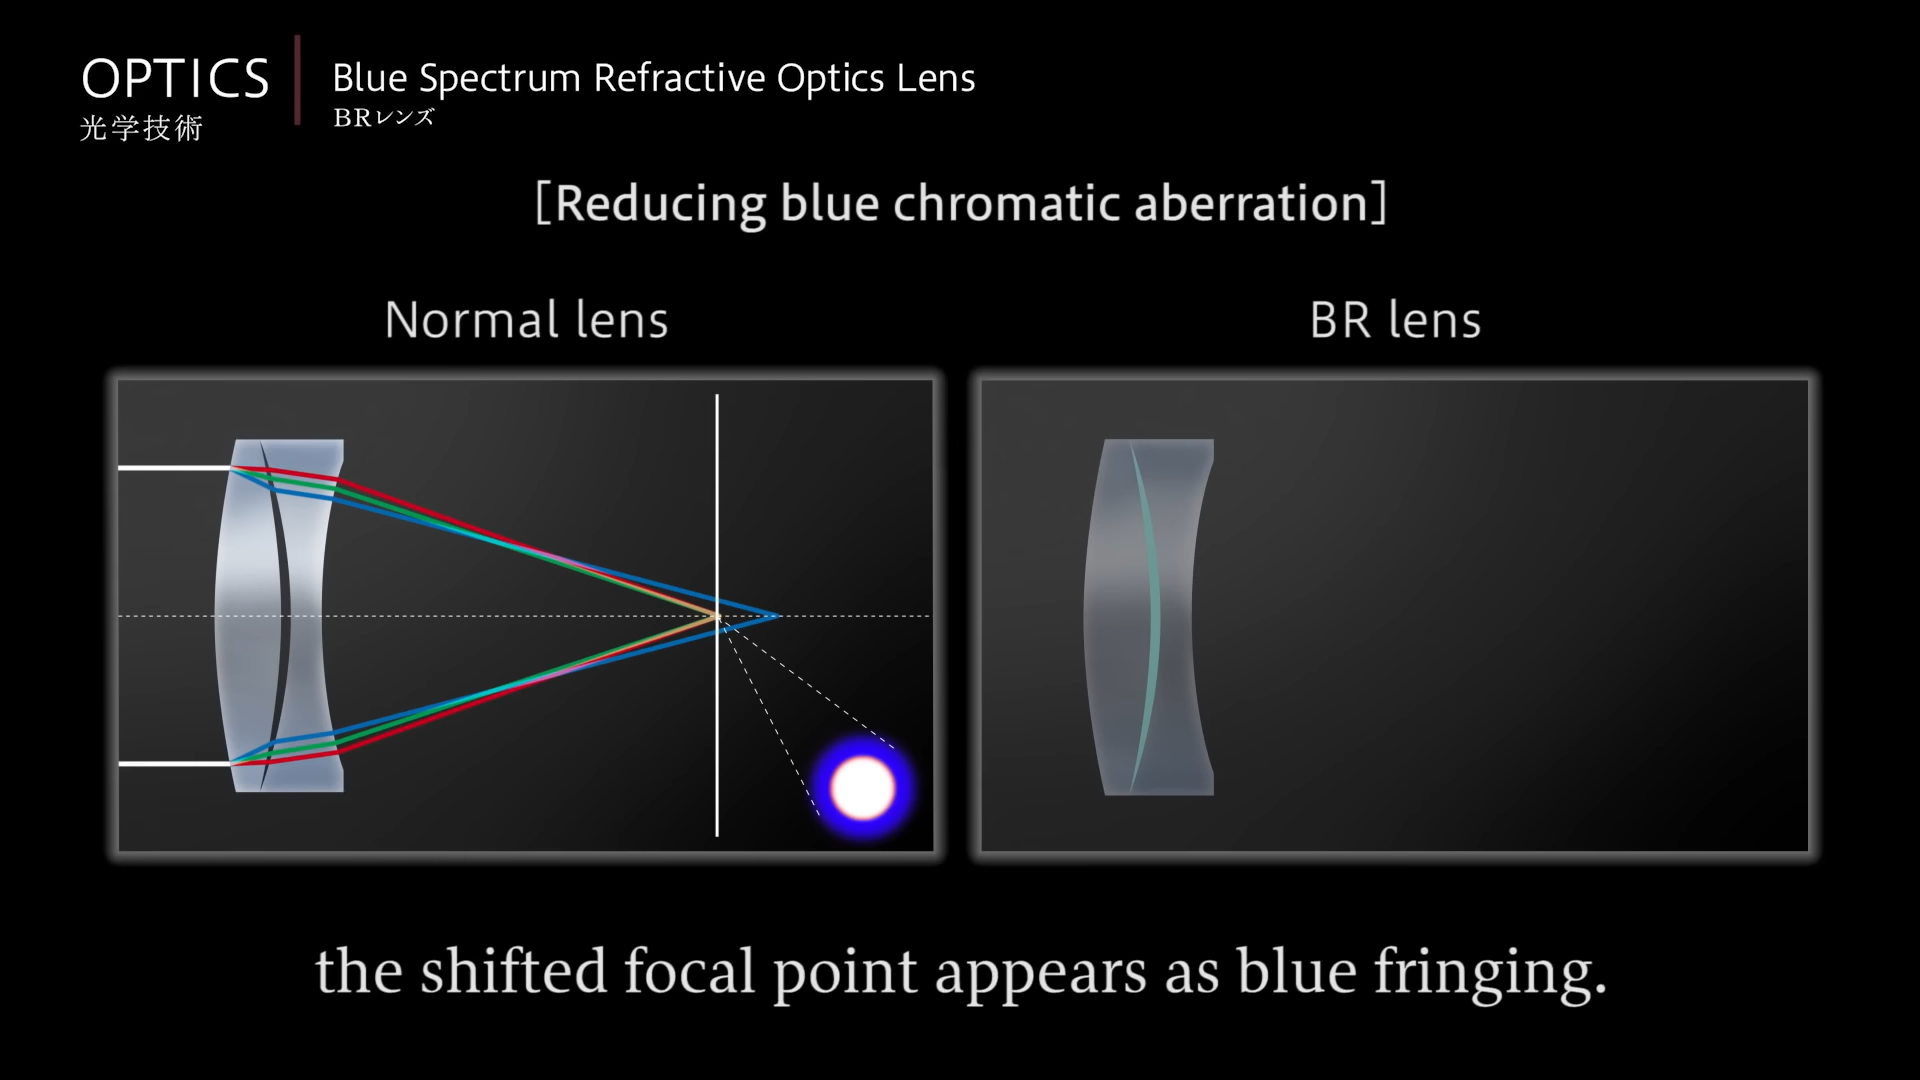 OPTICS
光学技術
Blue Spectrum Refractive Optics Lens
BRレンズ
[Reducing blue chromatic aberration]
Normal lens
BR lens
the shifted focal point appears as blue fringing.